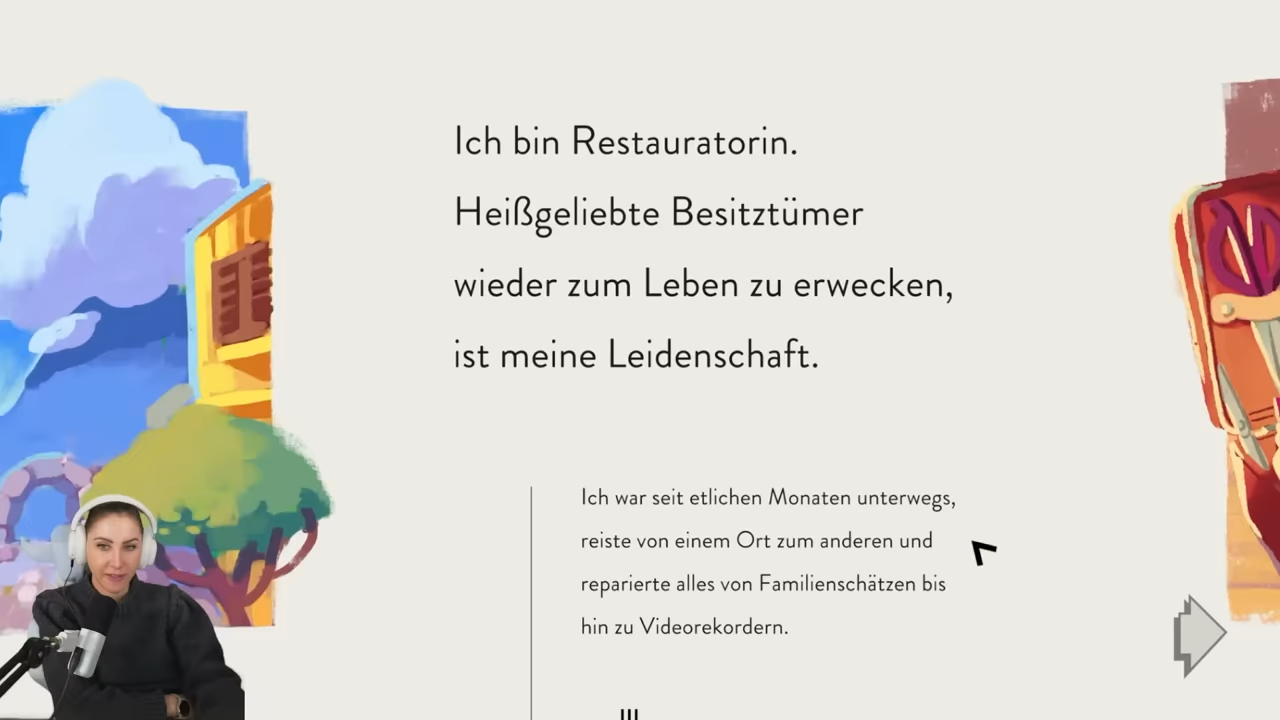 Ich bin Restauratorin.
Heißgeliebte Besitztümer
wieder zum Leben zu erwecken,
ist meine Leidenschaft.
Ich war seit etlichen Monaten unterwegs,
reiste von einem Ort zum anderen und
reparierte alles von Familienschätzen bis
hin zu Videorekordern.